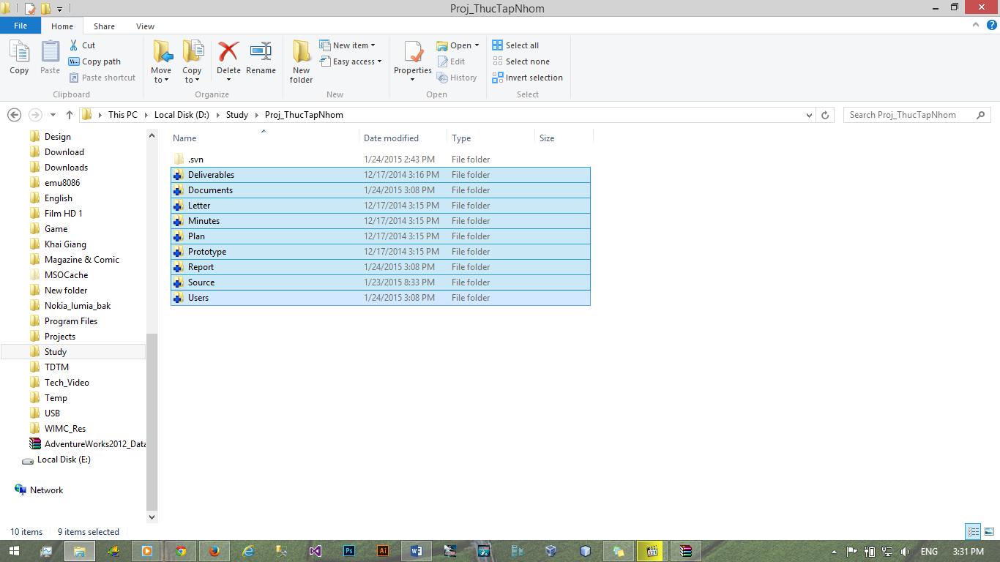 Proj_ThucTapNhom
File Home Share View
Copy
Paste
Cut
Copy path
Paste shortcut
Clipboard
Move to
Copy to
Delete
Rename
Organize
New folder
New item
Easy access
New
Properties
Open
Edit
History
Open
Select all
Select none
Invert selection
Select
This PC Local Disk (D:) Study Proj_ThucTapNhom
Search Proj_ThucTapNhom
Design
Download
Downloads
emu8086
English
Film HD 1
Game
Khai Giang
Magazine & Comic
MSOCache
New folder
Nokia_lumia_bak
Program Files
Projects
Study
TDTM
Tech_Video
Temp
USB
WIMC_Res
AdventureWorks2012_Data
Local Disk (E:)
Network
Name Date modified Type Size
.svn 1/24/2015 2:43 PM File folder
Deliverables 12/17/2014 3:16 PM File folder
Documents 1/24/2015 3:08 PM File folder
Letter 12/17/2014 3:15 PM File folder
Minutes 12/17/2014 3:15 PM File folder
Plan 12/17/2014 3:15 PM File folder
Prototype 12/17/2014 3:15 PM File folder
Report 1/24/2015 3:08 PM File folder
Source 1/23/2015 8:33 PM File folder
Users 1/24/2015 3:08 PM File folder
10 items 9 items selected
Ps Ai ENG 3:31 PM